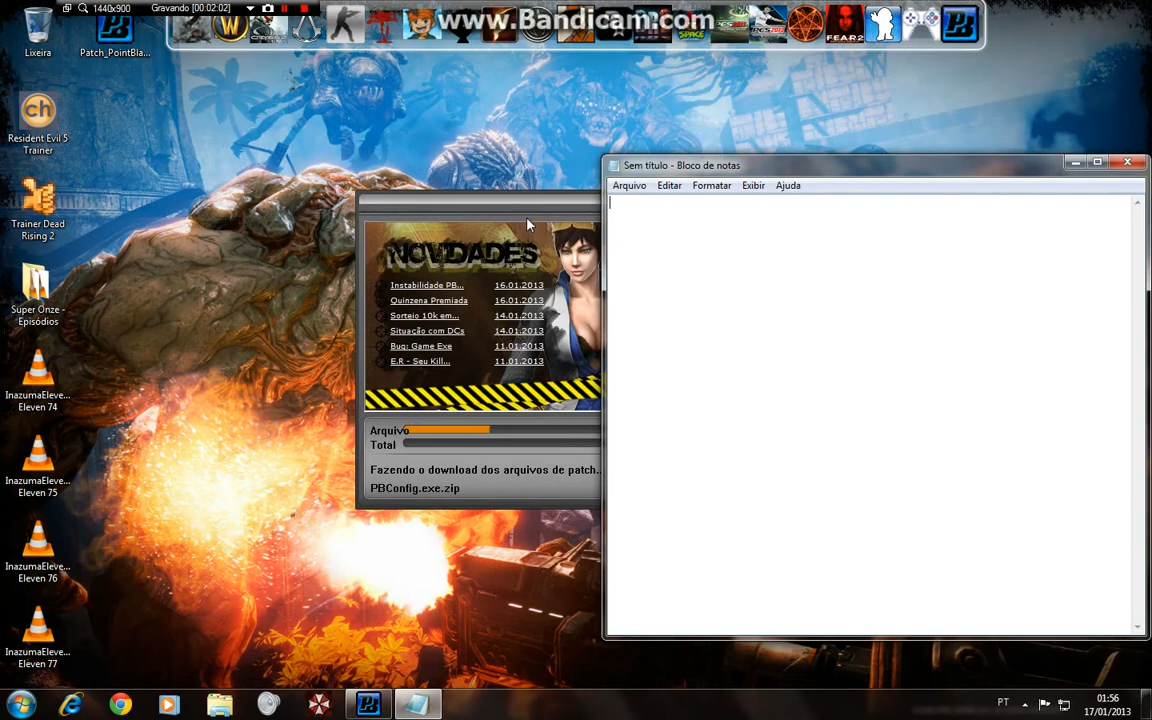 1440x900
Gravando [00:02:02]
www.Bandicam.com
SPACE
FEAR2
Lixeira
Patch_PointBla...
Resident Evil 5
Trainer
Trainer Dead
Rising 2
Super Onze -
Episódios
InazumaEleve...
Eleven 74
InazumaEleve...
Eleven 75
InazumaEleve...
Eleven 76
InazumaEleve...
Eleven 77
NOVIDADES
Instabilidade PB... 16.01.2013
Quinzena Premiada 16.01.2013
Sorteio 10k em... 14.01.2013
Situação com DCs 14.01.2013
Bug: Game Exe 11.01.2013
E.R - Seu Kill... 11.01.2013
Arquivo
Total
Fazendo o download dos arquivos de patch..
PBConfig.exe.zip
Sem título - Bloco de notas
Arquivo Editar Formatar Exibir Ajuda
PT
01:56
17/01/2013